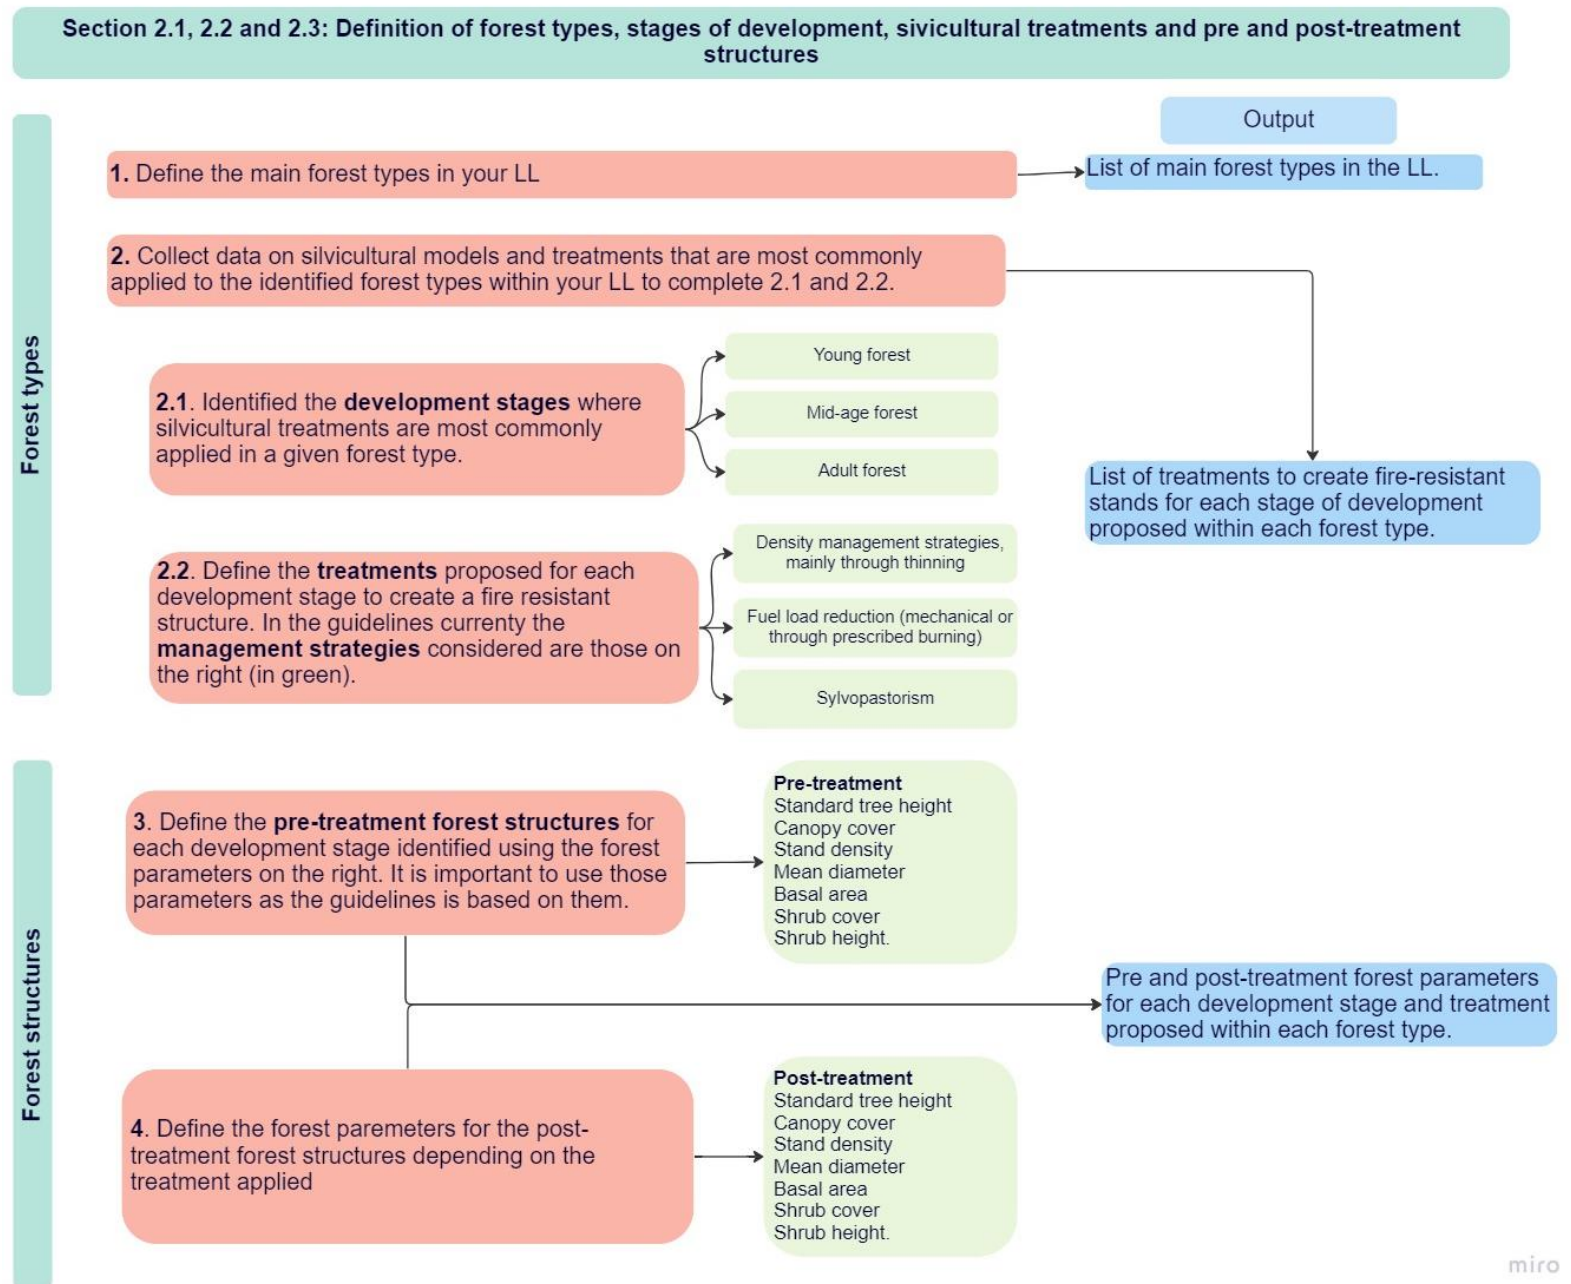 Section 2.1, 2.2 and 2.3: Definition of forest types, stages of development, sivicultural treatments and pre and post-treatment
structures
Output
Forest types
1. Define the main forest types in your LL
List of main forest types in the LL.
2. Collect data on silvicultural models and treatments that are most commonly
applied to the identified forest types within your LL to complete 2.1 and 2.2.
2.1. Identified the development stages where
silvicultural treatments are most commonly
applied in a given forest type.
Young forest
Mid-age forest
Adult forest
List of treatments to create fire-resistant
stands for each stage of development
proposed within each forest type.
2.2. Define the treatments proposed for each
development stage to create a fire resistant
structure. In the guidelines currenty the
management strategies considered are those on
the right (in green).
Density management strategies,
mainly through thinning
Fuel load reduction (mechanical or
through prescribed burning)
Sylvopastorism
Forest structures
3. Define the pre-treatment forest structures for
each development stage identified using the forest
parameters on the right. It is important to use those
parameters as the guidelines is based on them.
Pre-treatment
Standard tree height
Canopy cover
Stand density
Mean diameter
Basal area
Shrub cover
Shrub height.
Pre and post-treatment forest parameters
for each development stage and treatment
proposed within each forest type.
4. Define the forest paremeters for the post-
treatment forest structures depending on the
treatment applied
Post-treatment
Standard tree height
Canopy cover
Stand density
Mean diameter
Basal area
Shrub cover
Shrub height.
miro